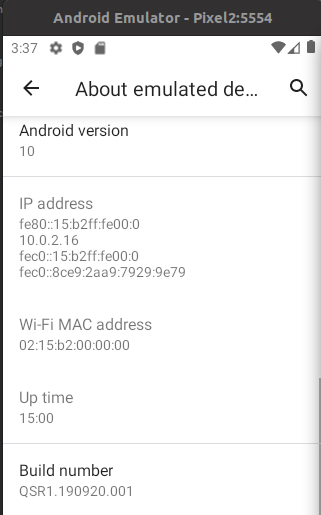 Android Emulator - Pixel2:5554
3:37
About emulated de...
Android version
10
IP address
fe80::15:b2ff:fe00:0
10.0.2.16
fec0::15:b2ff:fe00:0
fec0::8ce9:2aa9:7929:9e79
Wi-Fi MAC address
02:15:b2:00:00:00
Up time
15:00
Build number
QSR1.190920.001